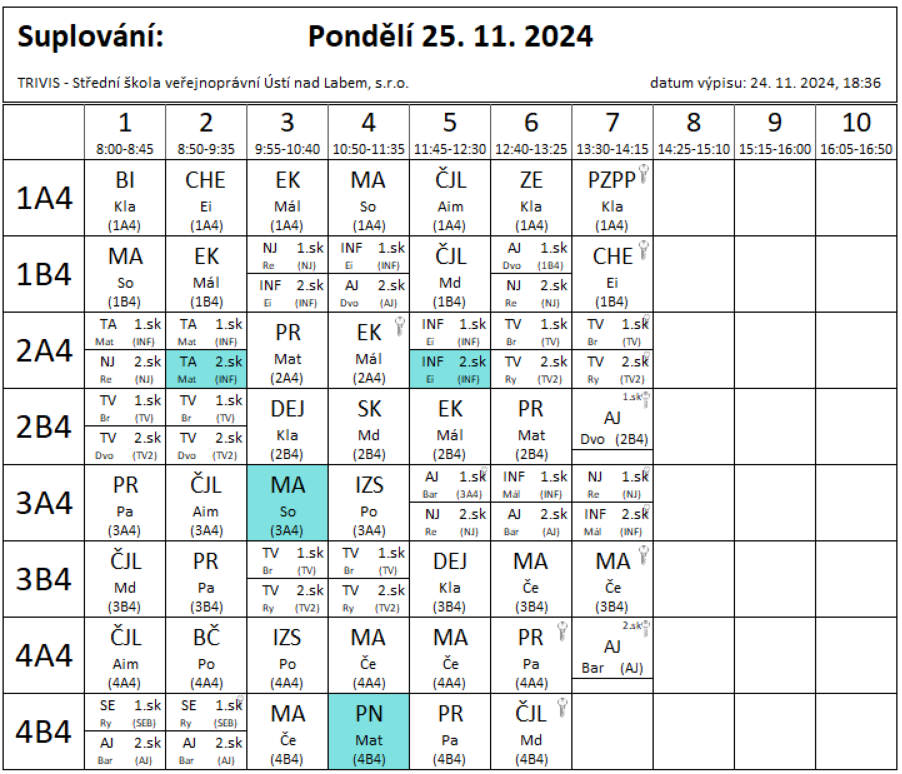 Suplování: Pondělí 25. 11. 2024
TRIVIS - Střední škola veřejnoprávní Ústí nad Labem, s.r.o. datum výpisu: 24. 11. 2024, 18:36
1 2 3 4 5 6 7 8 9 10
8:00-8:45 8:50-9:35 9:55-10:40 10:50-11:35 11:45-12:30 12:40-13:25 13:30-14:15 14:25-15:10 15:15-16:00 16:05-16:50
1A4
BI CHE EK MA ČJL ZE PZPP
Kla Ei Mál So Aim Kla Kla
(1A4) (1A4) (1A4) (1A4) (1A4) (1A4) (1A4)
1B4
MA EK NJ 1.sk INF 1.sk ČJL AJ 1.sk CHE
Re (NJ) Ei (INF) Dvo (1B4)
So Mál INF 2.sk AJ 2.sk Md NJ 2.sk Ei
(1B4) (1B4) Ei (INF) Dvo (AJ) (1B4) Re (NJ) (1B4)
2A4
TA 1.sk TA 1.sk PR EK INF 1.sk TV 1.sk TV 1.sk
Mat (INF) Mat (INF) Ei (INF) Br (TV) Br (TV)
NJ 2.sk TA 2.sk Mat Mál INF 2.sk TV 2.sk TV 2.sk
Re (NJ) Mat (INF) (2A4) (2A4) Ei (INF) Ry (TV2) Ry (TV2)
2B4
TV 1.sk TV 1.sk DEJ SK EK PR 1.sk
Br (TV) Br (TV) AJ
TV 2.sk TV 2.sk Kla Md Mál Mat Dvo (2B4)
Dvo (TV2) Dvo (TV2) (2B4) (2B4) (2B4) (2B4)
3A4
PR ČJL MA IZS AJ 1.sk INF 1.sk NJ 1.sk
Bar (3A4) Mál (INF) Re (NJ)
Pa Aim So Po NJ 2.sk AJ 2.sk INF 2.sk
(3A4) (3A4) (3A4) (3A4) Re (NJ) Bar (AJ) Mál (INF)
3B4
ČJL PR TV 1.sk TV 1.sk DEJ MA MA
Br (TV) Br (TV)
Md Pa TV 2.sk TV 2.sk Kla Če Če
(3B4) (3B4) Ry (TV2) Ry (TV2) (3B4) (3B4) (3B4)
4A4
ČJL BČ IZS MA MA PR 2.sk
AJ
Aim Po Po Če Če Pa Bar (AJ)
(4A4) (4A4) (4A4) (4A4) (4A4) (4A4)
4B4
SE 1.sk SE 1.sk MA PN PR ČJL
Ry (SEB) Ry (SEB)
AJ 2.sk AJ 2.sk Če Mat Pa Md
Bar (AJ) Bar (AJ) (4B4) (4B4) (4B4) (4B4)